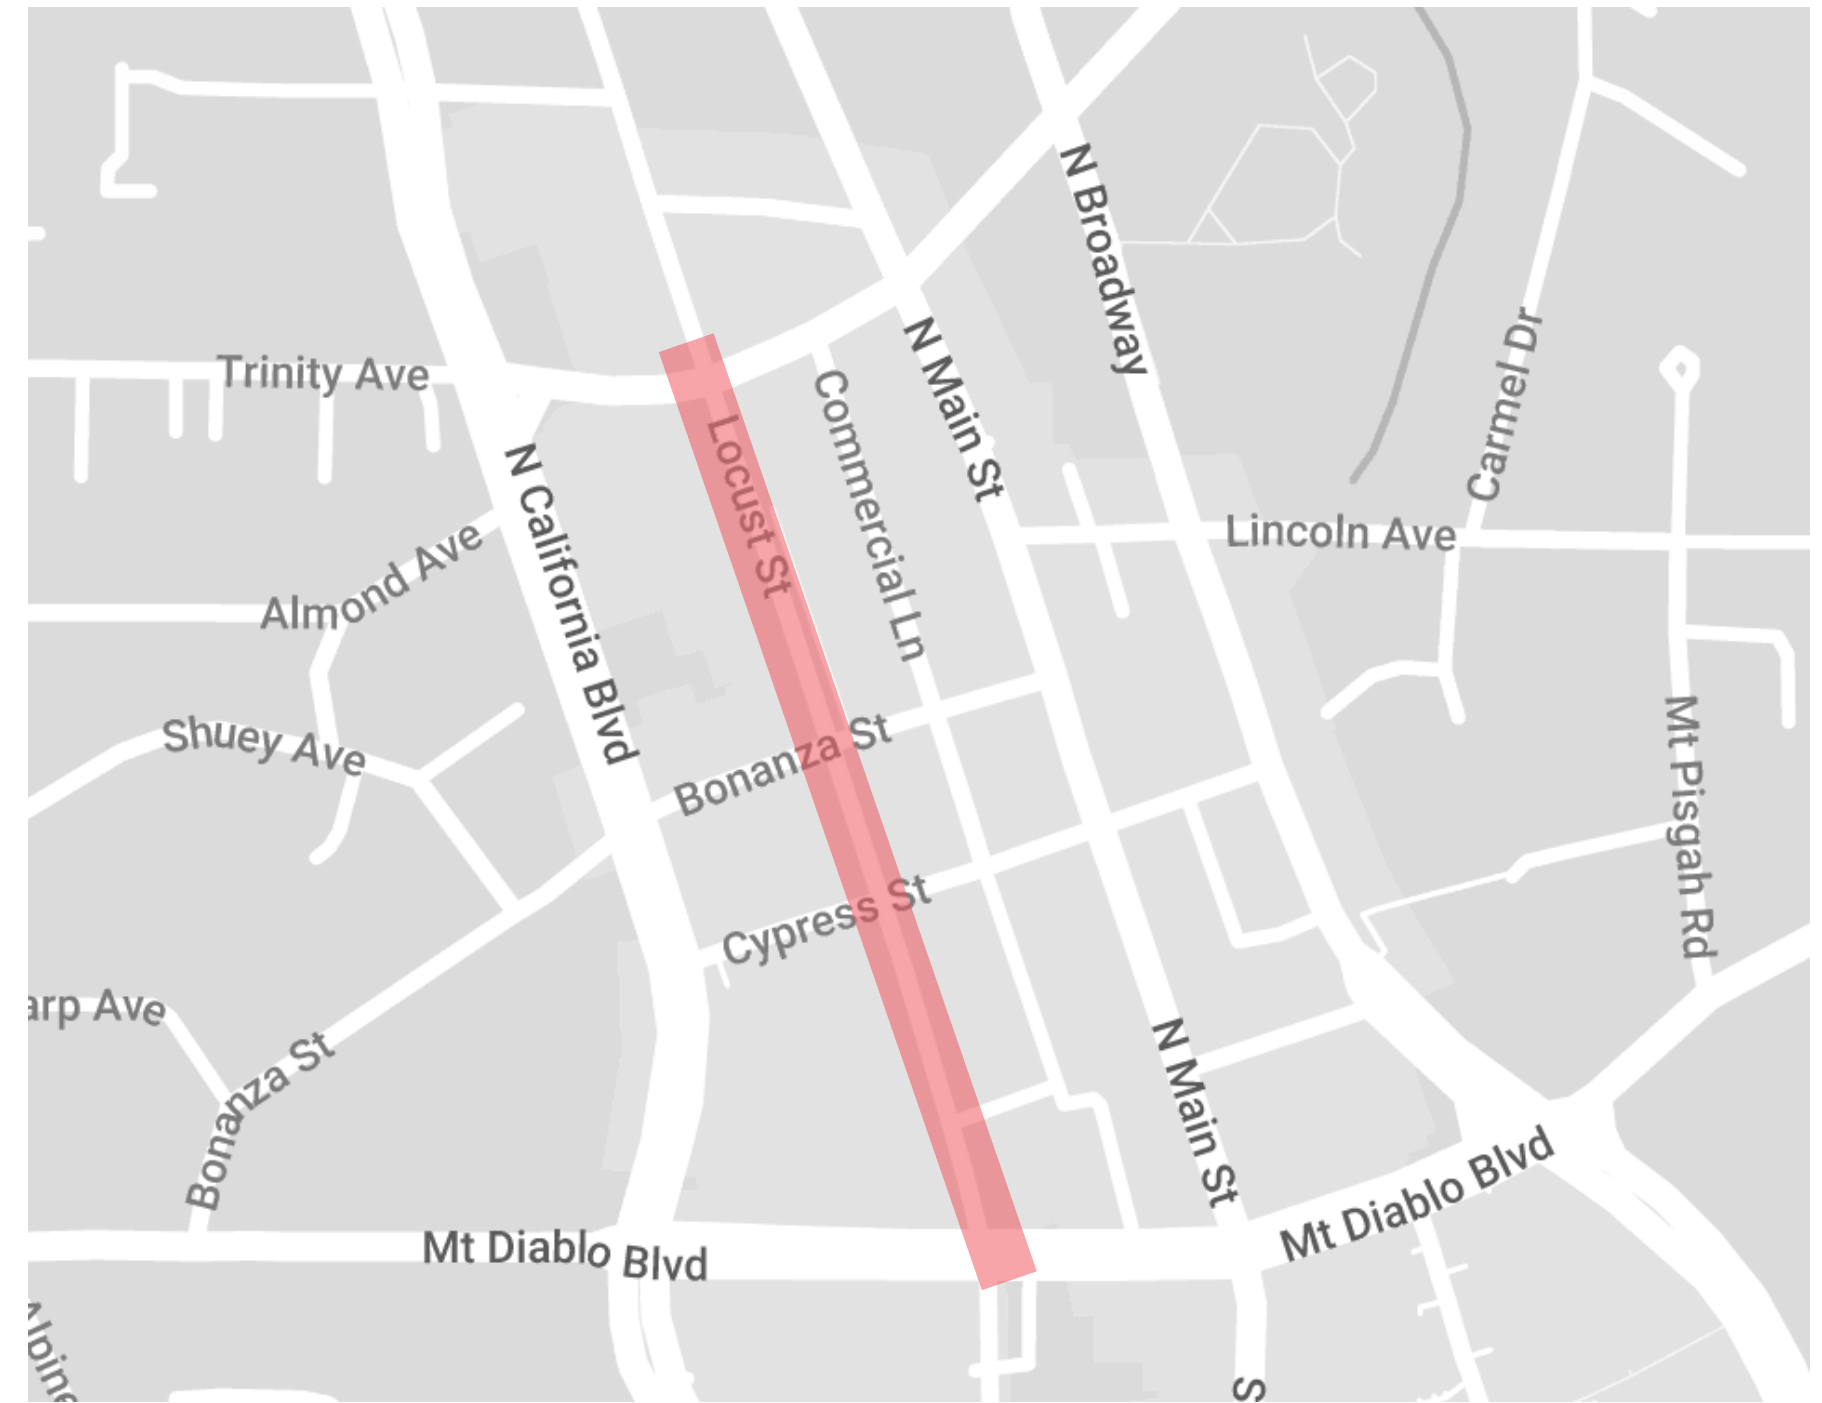 N Broadway
Trinity Ave
N Main St
Carmel Dr
Commercial Ln
Locust St
N California Blvd
Lincoln Ave
Almond Ave
Shuey Ave
Bonanza St
Mt Pisgah Rd
Cypress St
arp Ave
Bonanza St
N Main St
Mt Diablo Blvd
Mt Diablo Blvd
Alpine
S